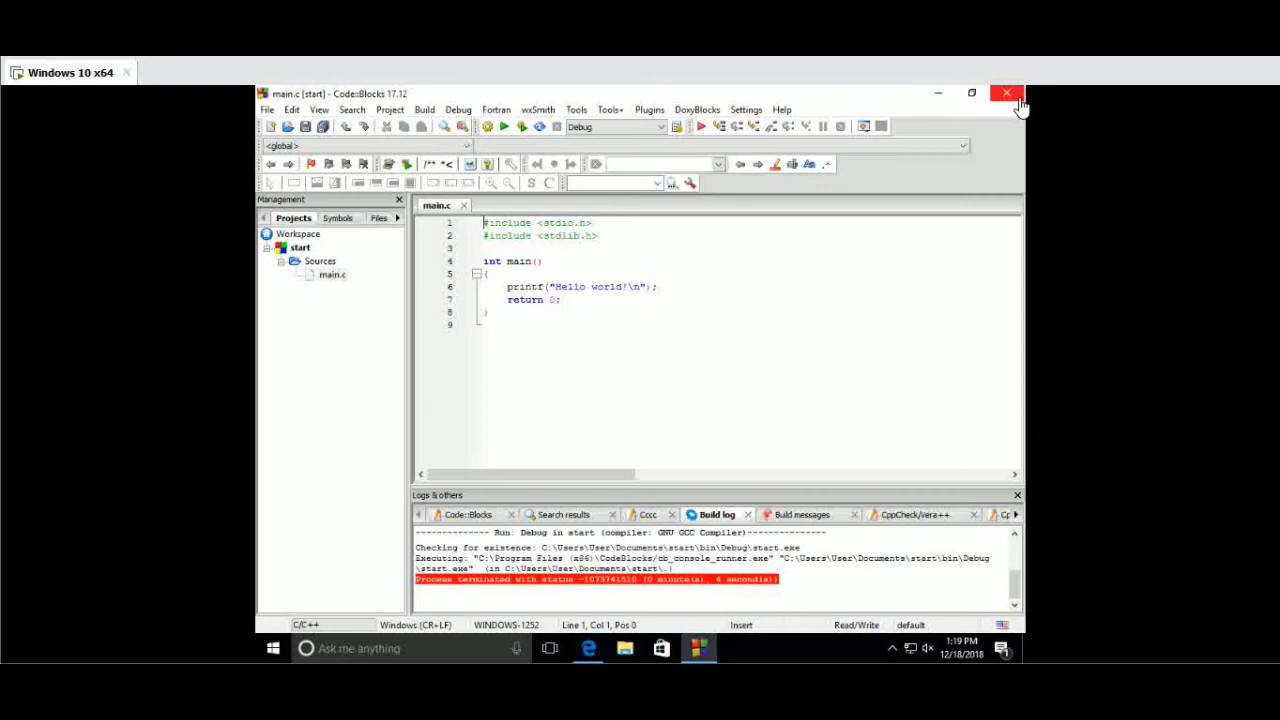 Windows 10 x64
main.c [start] - Code::Blocks 17.12
File Edit View Search Project Build Debug Fortran wxSmith Tools Tools+ Plugins DoxyBlocks Settings Help
Debug
<global>
/** *<
Management
Projects Symbols Files
Workspace
start
Sources
main.c
main.c
1 #include <stdio.h>
2 #include <stdlib.h>
3
4 int main()
5 {
6 printf("Hello world!\n");
7 return 0;
8 }
9
Logs & others
Code::Blocks Search results Cccc Build log Build messages CppCheck/Vera++
-------------- Run: Debug in start (compiler: GNU GCC Compiler)---------------
Checking for existence: C:\Users\User\Documents\start\bin\Debug\start.exe
Executing: "C:\Program Files (x86)\CodeBlocks/cb_console_runner.exe" "C:\Users\User\Documents\start\bin\Debug
\start.exe" (in C:\Users\User\Documents\start\.)
Process terminated with status -1073741510 (0 minute(s), 4 second(s))
C/C++ Windows (CR+LF) WINDOWS-1252 Line 1, Col 1, Pos 0 Insert Read/Write default
Ask me anything
1:19 PM
12/18/2018
1